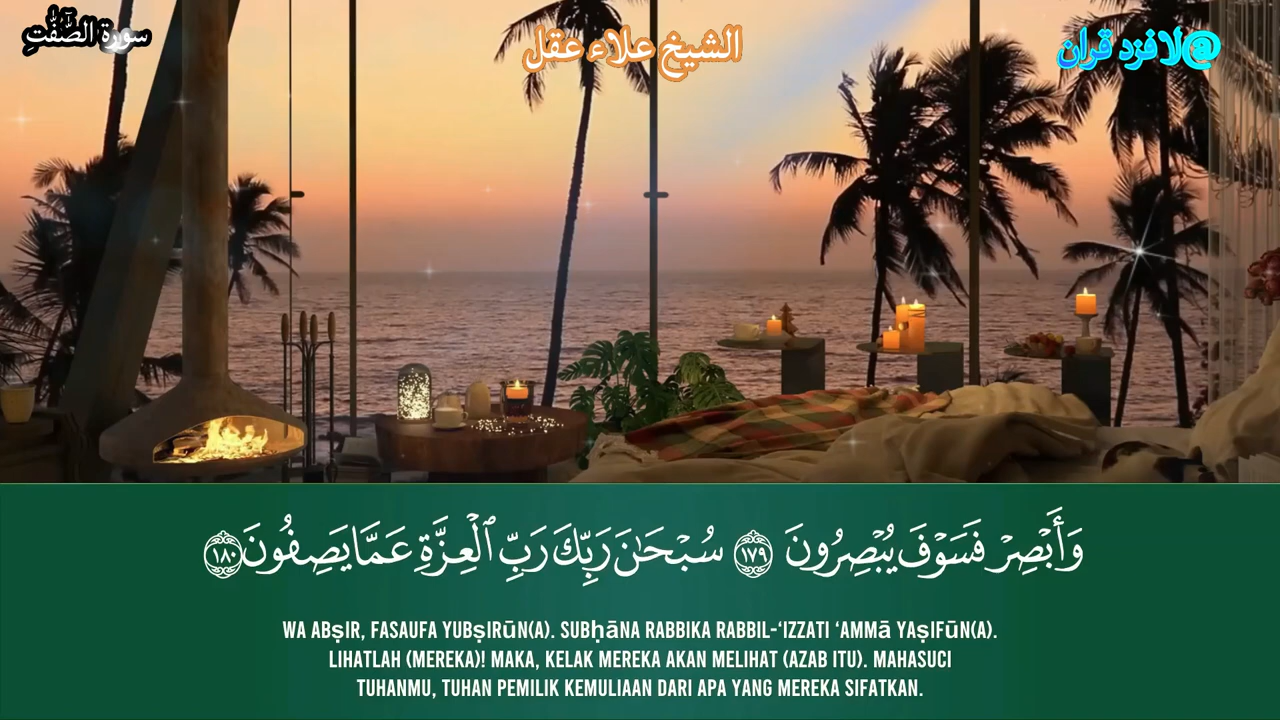 سورة الصّٰٓفّٰتِ
الشيخ علاء عقل
@لافزد قران
وَأَبۡصِرۡ فَسَوۡفَ يُبۡصِرُونَ ١٧٩ سُبۡحَٰنَ رَبِّكَ رَبِّ ٱلۡعِزَّةِ عَمَّا يَصِفُونَ ١٨٠
WA ABṣIR, FASAUFA YUBṣIRūN(A). SUBḥāNA RABBIKA RABBIL-‘IZZATI ‘AMMā YAṣIFūN(A).
LIHATLAH (MEREKA)! MAKA, KELAK MEREKA AKAN MELIHAT (AZAB ITU). MAHASUCI
TUHANMU, TUHAN PEMILIK KEMULIAAN DARI APA YANG MEREKA SIFATKAN.